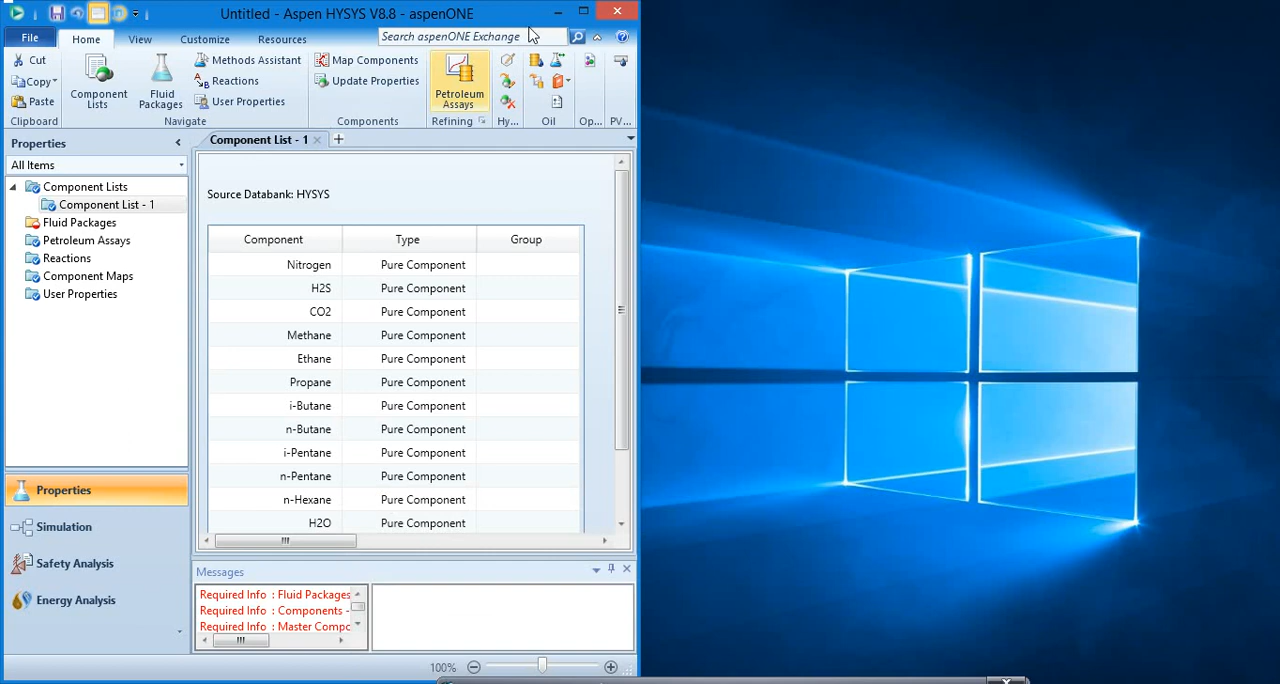 Untitled - Aspen HYSYS V8.8 - aspenONE
File Home View Customize Resources Search aspenONE Exchange
Cut
Copy
Paste
Clipboard
Component Lists
Fluid Packages
Methods Assistant
Reactions
User Properties
Navigate
Map Components
Update Properties
Components
Petroleum Assays
Refining
Hy...
Oil
Op...
PV...
Properties
All Items
Component Lists
Component List - 1
Fluid Packages
Petroleum Assays
Reactions
Component Maps
User Properties
Properties
Simulation
Safety Analysis
Energy Analysis
Component List - 1
Source Databank: HYSYS
Component Type Group
Nitrogen Pure Component
H2S Pure Component
CO2 Pure Component
Methane Pure Component
Ethane Pure Component
Propane Pure Component
i-Butane Pure Component
n-Butane Pure Component
i-Pentane Pure Component
n-Pentane Pure Component
n-Hexane Pure Component
H2O Pure Component
Messages
Required Info : Fluid Packages
Required Info : Components -
Required Info : Master Compc
100%